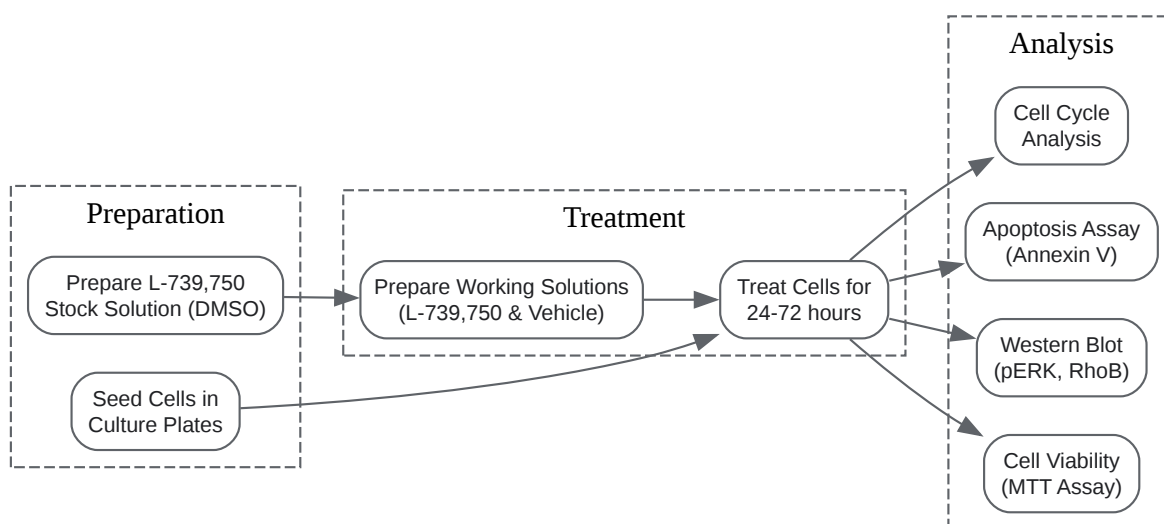 Preparation
Prepare L-739,750
Stock Solution (DMSO)
Seed Cells in
Culture Plates
Treatment
Prepare Working Solutions
(L-739,750 & Vehicle)
Treat Cells for
24-72 hours
Analysis
Cell Cycle
Analysis
Apoptosis Assay
(Annexin V)
Western Blot
(pERK, RhoB)
Cell Viability
(MTT Assay)